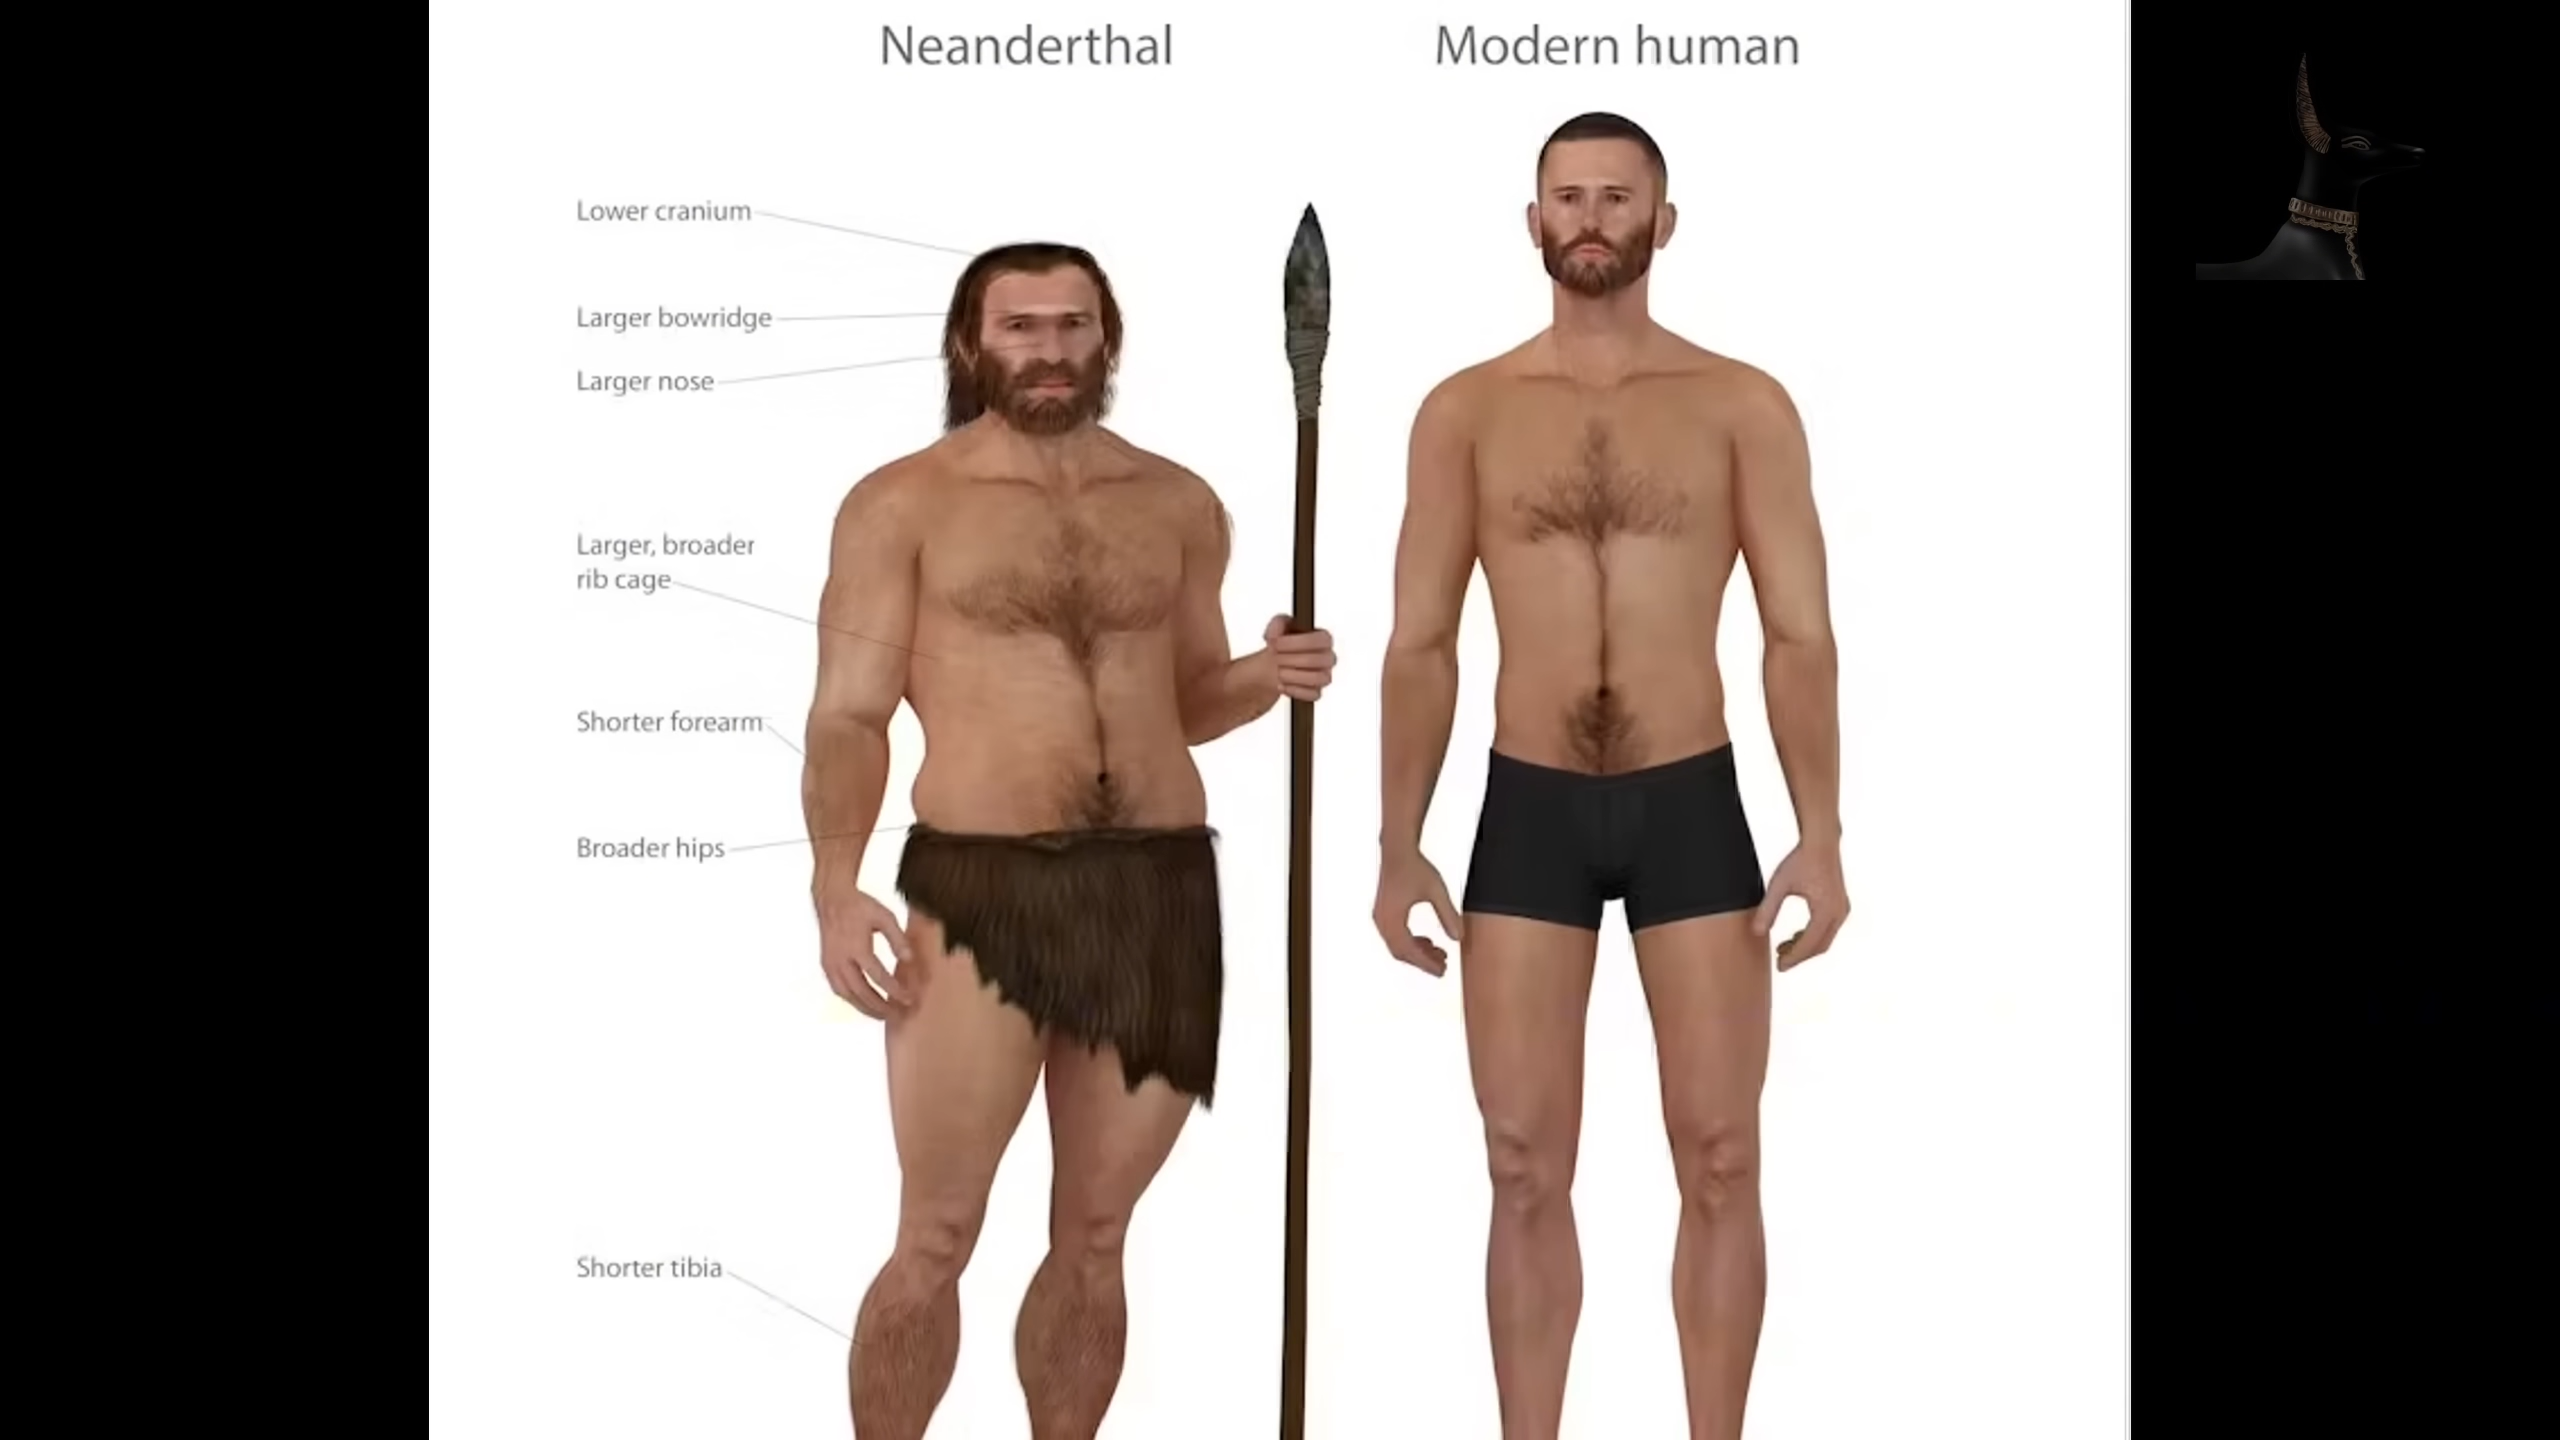 Neanderthal
Modern human
Lower cranium
Larger bowridge
Larger nose
Larger, broader
rib cage
Shorter forearm
Broader hips
Shorter tibia